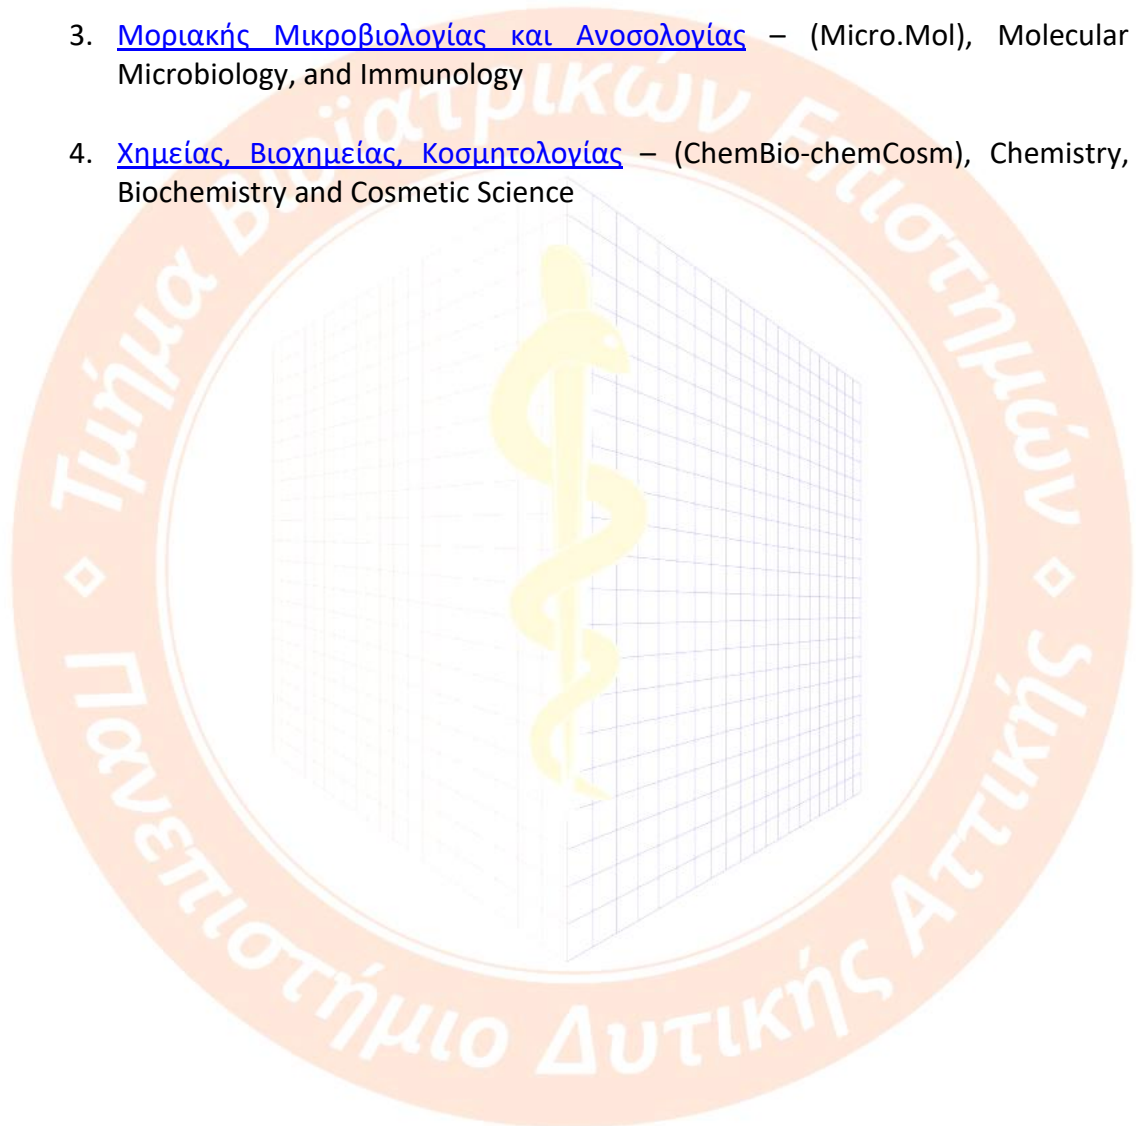 3. Μοριακής Μικροβιολογίας και Ανοσολογίας – (Micro.Mol), Molecular
Microbiology, and Immunology
4. Χημείας, Βιοχημείας, Κοσμητολογίας – (ChemBio-chemCosm), Chemistry,
Biochemistry and Cosmetic Science
Τμήμα Βιοϊατρικών Επιστημών
Πανεπιστήμιο Δυτικής Αττικής